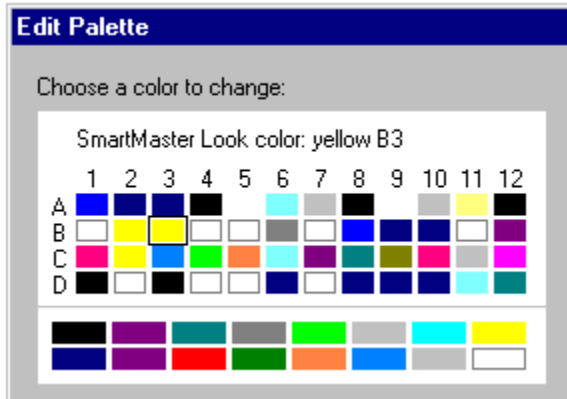 Edit Palette
Choose a color to change:
SmartMaster Look color: yellow B3
1 2 3 4 5 6 7 8 9 10 11 12
A
B
C
D